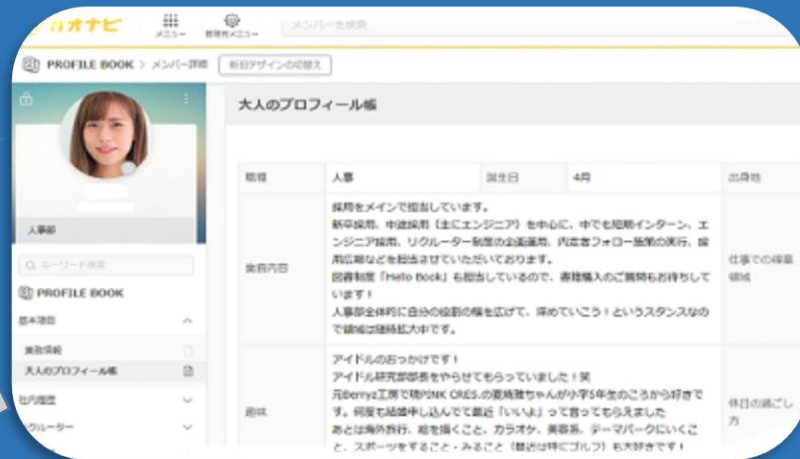 カオナビ
メニュー
管理者メニュー
メンバーを検索
PROFILE BOOK > メンバー詳細
新旧デザインの切替え
人事部
キーワード検索
PROFILE BOOK
基本項目
業務情報
大人のプロフィール帳
社内履歴
クルーター
大人のプロフィール帳
職種
人事
誕生日
4月
出身地
業務内容
採用をメインで担当しています。
新卒採用、中途採用（主にエンジニア）を中心に、中でも短期インターン、エ
ンジニア採用、リクルーター制度の企画運用、内定者フォロー施策の実行、採
用広報などを担当させていただいております。
図書制度「Hello Book」も担当しているので、書籍購入のご質問もお待ちして
います！
人事部全体的に自分の役割の幅を広げて、深めていこう！というスタンスなの
で領域は随時拡大中です。
仕事での得意
領域
趣味
アイドルのおっかけです！
アイドル研究部部長をやらせてもらっていました！笑
元Berryz工房で現PINK CRES.の夏焼雅ちゃんが小学5年生のころから好きで
す。何度も結婚申し込んでて最近「いいよ」って言ってもらえました
あとは海外旅行、絵を描くこと、カラオケ、美容系、テーマパークにいくこ
と、スポーツをすること・みること（最近は特にゴルフ）も大好きです！
休日の過ごし
方